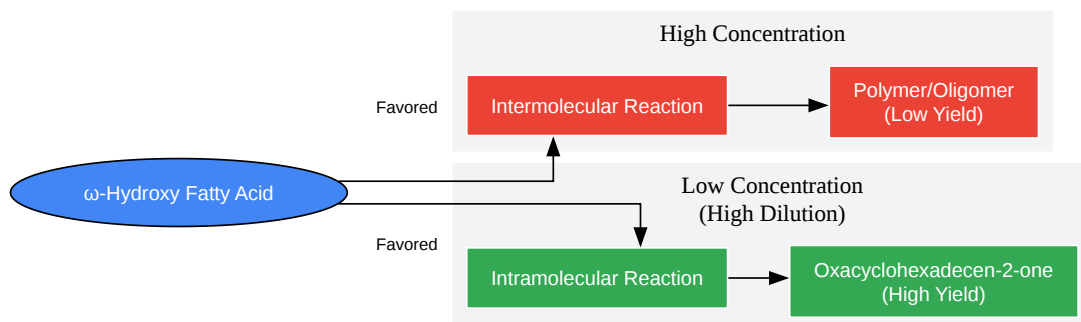 High Concentration
Favored
Intermolecular Reaction
Polymer/Oligomer
(Low Yield)
ω-Hydroxy Fatty Acid
Low Concentration
(High Dilution)
Favored
Intramolecular Reaction
Oxacyclohexadecen-2-one
(High Yield)